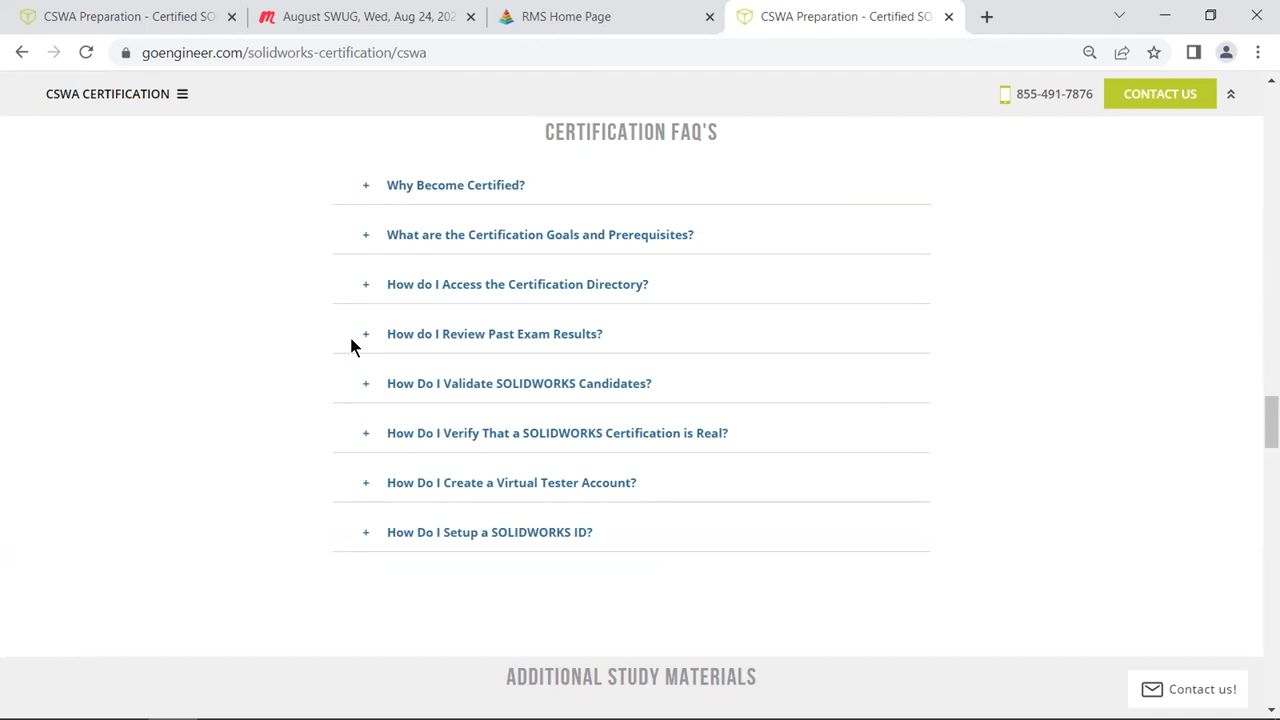 CSWA Preparation - Certified SO
August SWUG, Wed, Aug 24, 202
RMS Home Page
CSWA Preparation - Certified SO
goengineer.com/solidworks-certification/cswa
CSWA CERTIFICATION
855-491-7876
CONTACT US
CERTIFICATION FAQ'S
+ Why Become Certified?
+ What are the Certification Goals and Prerequisites?
+ How do I Access the Certification Directory?
+ How do I Review Past Exam Results?
+ How Do I Validate SOLIDWORKS Candidates?
+ How Do I Verify That a SOLIDWORKS Certification is Real?
+ How Do I Create a Virtual Tester Account?
+ How Do I Setup a SOLIDWORKS ID?
ADDITIONAL STUDY MATERIALS
Contact us!